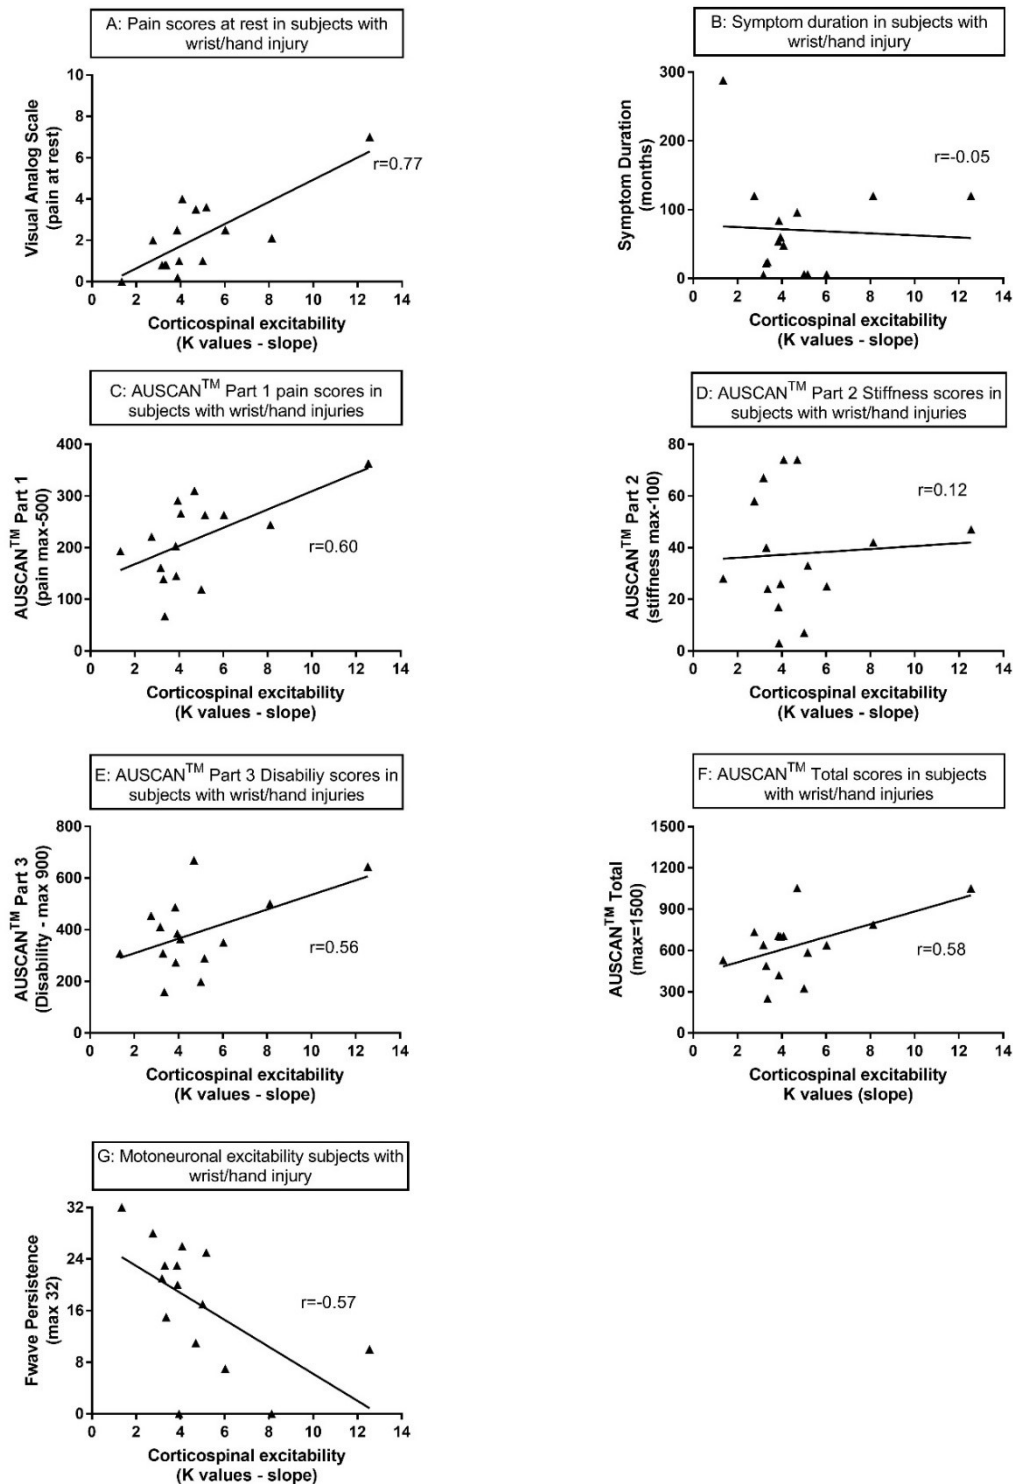 A: Pain scores at rest in subjects with
wrist/hand injury
10
8
6
4
2
0
Visual Analog Scale
(pain at rest)
r=0.77
0 2 4 6 8 10 12 14
Corticospinal excitability
(K values - slope)
B: Symptom duration in subjects with
wrist/hand injury
300
200
100
0
Symptom Duration
(months)
r=-0.05
0 2 4 6 8 10 12 14
Corticospinal excitability
(K values - slope)
C: AUSCAN™ Part 1 pain scores in
subjects with wrist/hand injuries
400
300
200
100
0
AUSCAN™ Part 1
(pain max-500)
r=0.60
0 2 4 6 8 10 12 14
Corticospinal excitability
(K values - slope)
D: AUSCAN™ Part 2 Stiffness scores in
subjects with wrist/hand injuries
80
60
40
20
0
AUSCAN™ Part 2
(stiffness max-100)
r=0.12
0 2 4 6 8 10 12 14
Corticospinal excitability
(K values - slope)
E: AUSCAN™ Part 3 Disabiliy scores in
subjects with wrist/hand injuries
800
600
400
200
0
AUSCAN™ Part 3
(Disability - max 900)
r=0.56
0 2 4 6 8 10 12 14
Corticospinal excitability
(K values - slope)
F: AUSCAN™ Total scores in subjects
with wrist/hand injuries
1500
1200
900
600
300
0
AUSCAN™ Total
(max=1500)
r=0.58
0 2 4 6 8 10 12 14
Corticospinal excitability
K values (slope)
G: Motoneuronal excitability subjects with
wrist/hand injury
32
24
16
8
0
Fwave Persistence
(max 32)
r=-0.57
0 2 4 6 8 10 12 14
Corticospinal excitability
(K values - slope)